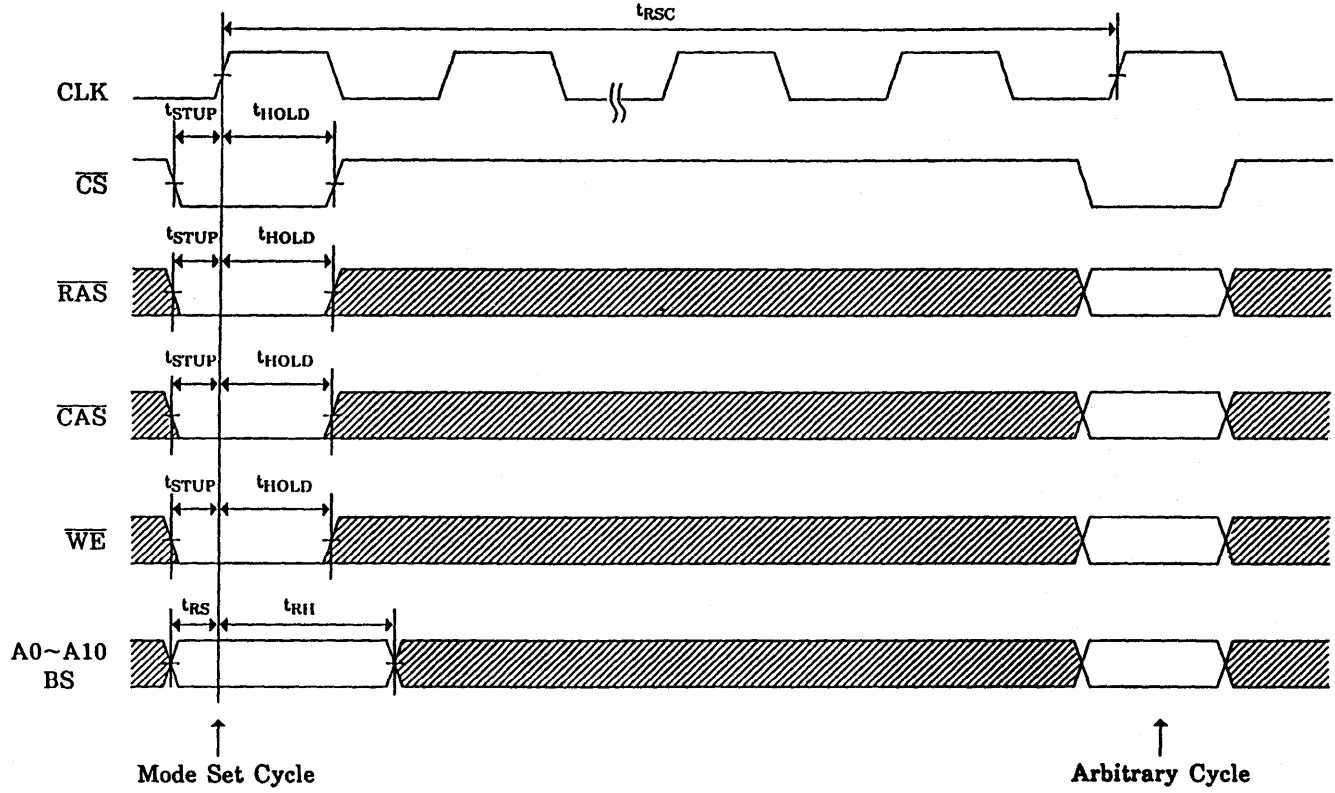 tRSC
CLK
tSTUP tHOLD
CS
tSTUP tHOLD
RAS
tSTUP tHOLD
CAS
tSTUP tHOLD
WE
tRS tRH
A0~A10
BS
Mode Set Cycle Arbitrary Cycle